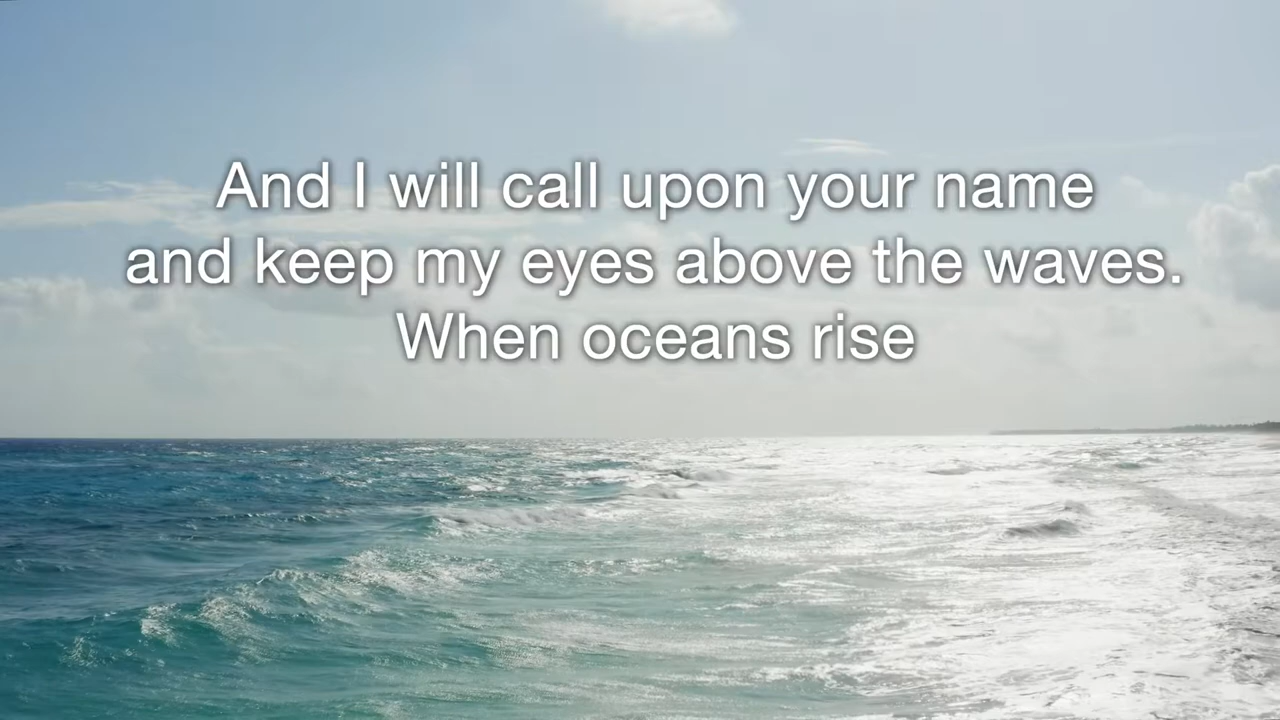 And I will call upon your name
and keep my eyes above the waves.
When oceans rise